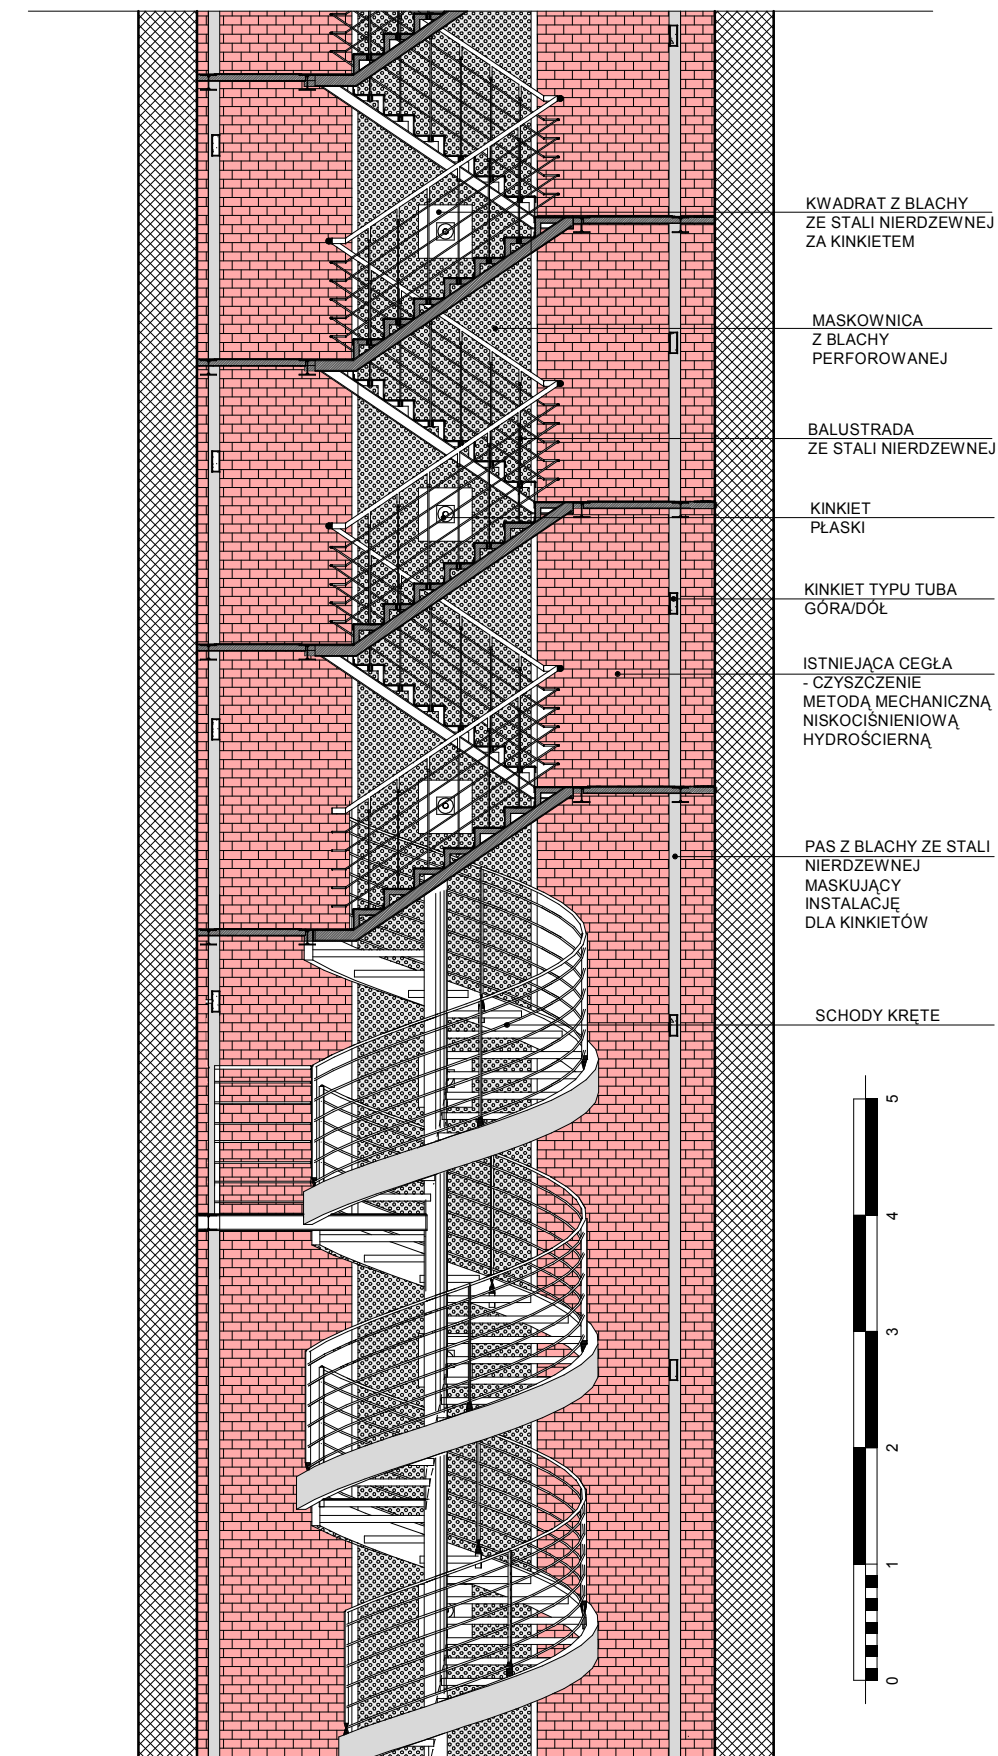 KWADRAT Z BLACHY
ZE STALI NIERDZEWNEJ
ZA KINKIETEM
MASKOWNICA
Z BLACHY
PERFOROWANEJ
BALUSTRADA
ZE STALI NIERDZEWNEJ
KINKIET
PŁASKI
KINKIET TYPU TUBA
GÓRA/DÓŁ
ISTNIEJĄCA CEGŁA
- CZYSZCZENIE
METODĄ MECHANICZNĄ
NISKOCIŚNIENIOWĄ
HYDROŚCIERNĄ
PAS Z BLACHY ZE STALI
NIERDZEWNEJ
MASKUJĄCY
INSTALACJĘ
DLA KINKIETÓW
SCHODY KRĘTE
5
4
3
2
1
0